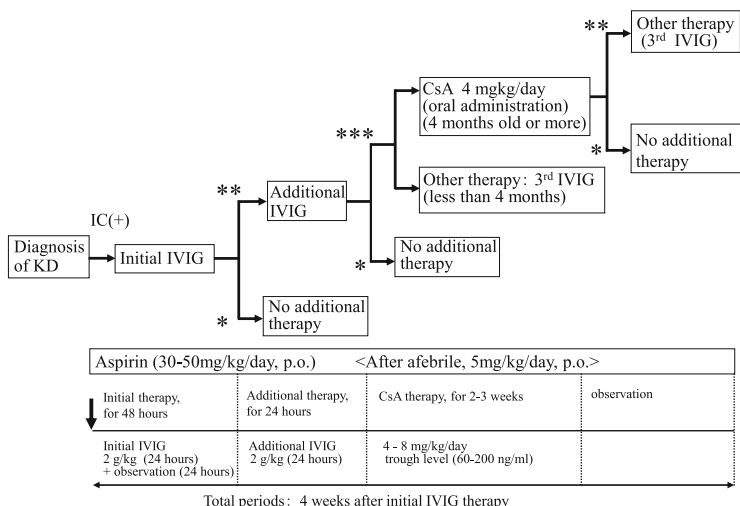 **
Other therapy
(3rd IVIG)
CsA 4 mgkg/day
(oral administration)
(4 months old or more)
***
*
No additional
therapy
**
Additional
IVIG
Other therapy: 3rd IVIG
(less than 4 months)
IC(+)
Diagnosis
of KD
Initial IVIG
*
No additional
therapy
*
No additional
therapy
Aspirin (30-50mg/kg/day, p.o.) <After afebrile, 5mg/kg/day, p.o.>
Initial therapy,
for 48 hours
Additional therapy,
for 24 hours
CsA therapy, for 2-3 weeks
observation
Initial IVIG
2 g/kg (24 hours)
+ observation (24 hours)
Additional IVIG
2 g/kg (24 hours)
4 - 8 mg/kg/day
trough level (60-200 ng/ml)
Total periods: 4 weeks after initial IVIG therapy